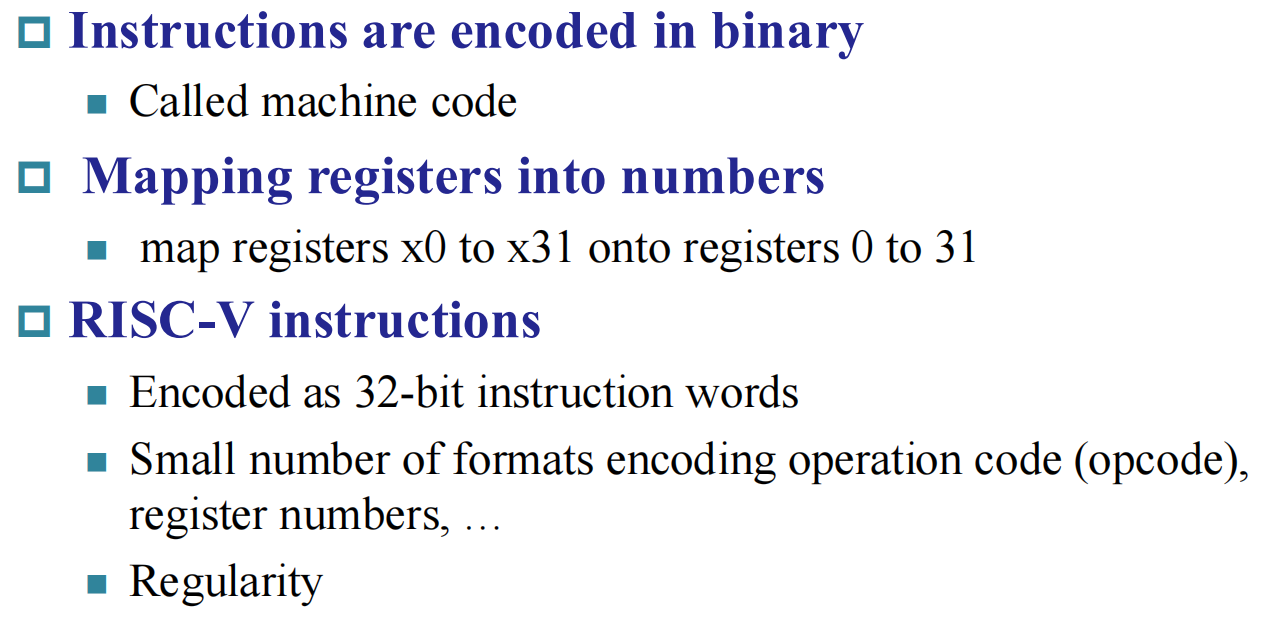 Instructions are encoded in binary
Called machine code
Mapping registers into numbers
map registers x0 to x31 onto registers 0 to 31
RISC-V instructions
Encoded as 32-bit instruction words
Small number of formats encoding operation code (opcode),
register numbers, …
Regularity